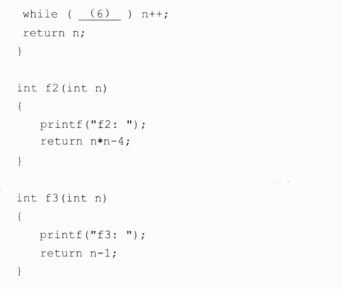 while ( (6) ) n++;
return n;
}
int f2(int n)
{
printf("f2: ");
return n*n-4;
}
int f3(int n)
{
printf("f3: ");
return n-1;
}